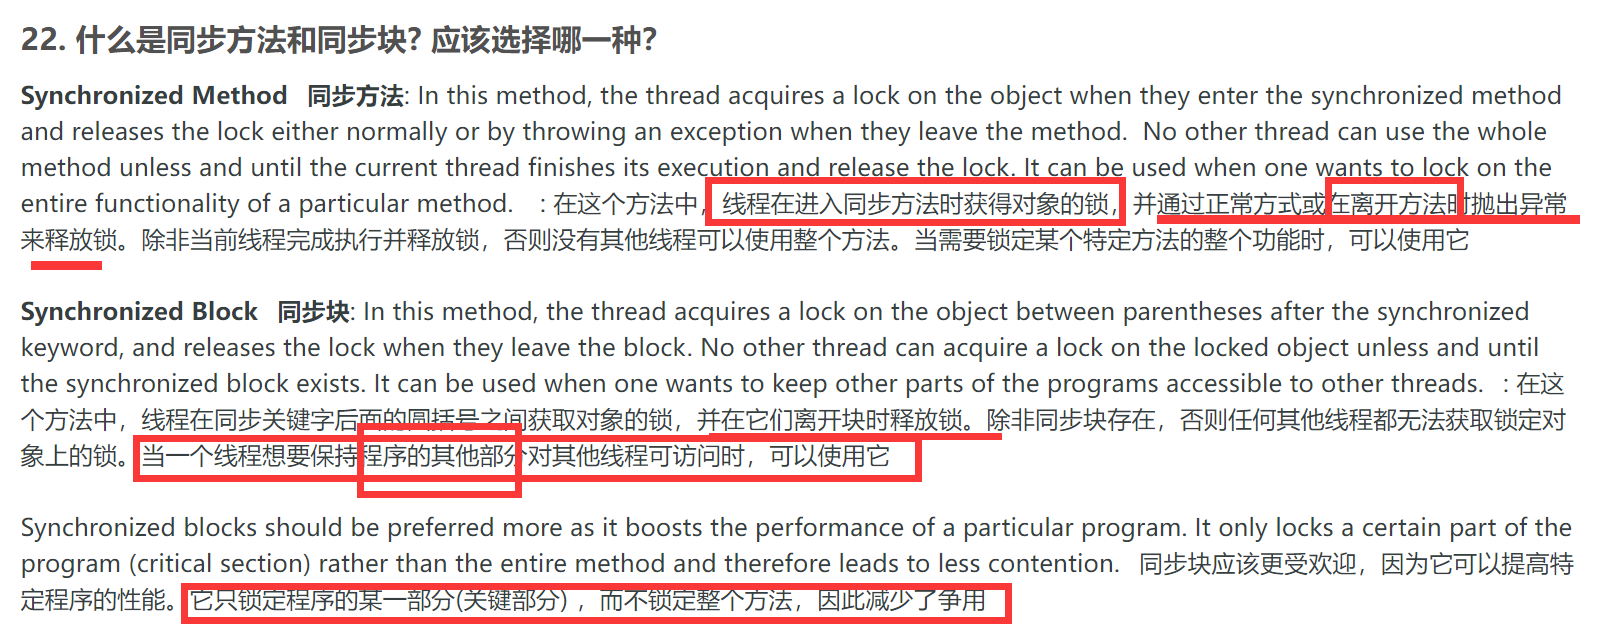 22. 什么是同步方法和同步块? 应该选择哪一种?
Synchronized Method 同步方法: In this method, the thread acquires a lock on the object when they enter the synchronized method
and releases the lock either normally or by throwing an exception when they leave the method. No other thread can use the whole
method unless and until the current thread finishes its execution and release the lock. It can be used when one wants to lock on the
entire functionality of a particular method. : 在这个方法中，线程在进入同步方法时获得对象的锁，并通过正常方式或在离开方法时抛出异常
来释放锁。除非当前线程完成执行并释放锁，否则没有其他线程可以使用整个方法。当需要锁定某个特定方法的整个功能时，可以使用它
Synchronized Block 同步块: In this method, the thread acquires a lock on the object between parentheses after the synchronized
keyword, and releases the lock when they leave the block. No other thread can acquire a lock on the locked object unless and until
the synchronized block exists. It can be used when one wants to keep other parts of the programs accessible to other threads. : 在这
个方法中，线程在同步关键字后面的圆括号之间获取对象的锁，并在它们离开块时释放锁。除非同步块存在，否则任何其他线程都无法获取锁定对
象上的锁。当一个线程想要保持程序的其他部分对其他线程可访问时，可以使用它
Synchronized blocks should be preferred more as it boosts the performance of a particular program. It only locks a certain part of the
program (critical section) rather than the entire method and therefore leads to less contention. 同步块应该更受欢迎，因为它可以提高特
定程序的性能。它只锁定程序的某一部分(关键部分) ，而不锁定整个方法，因此减少了争用